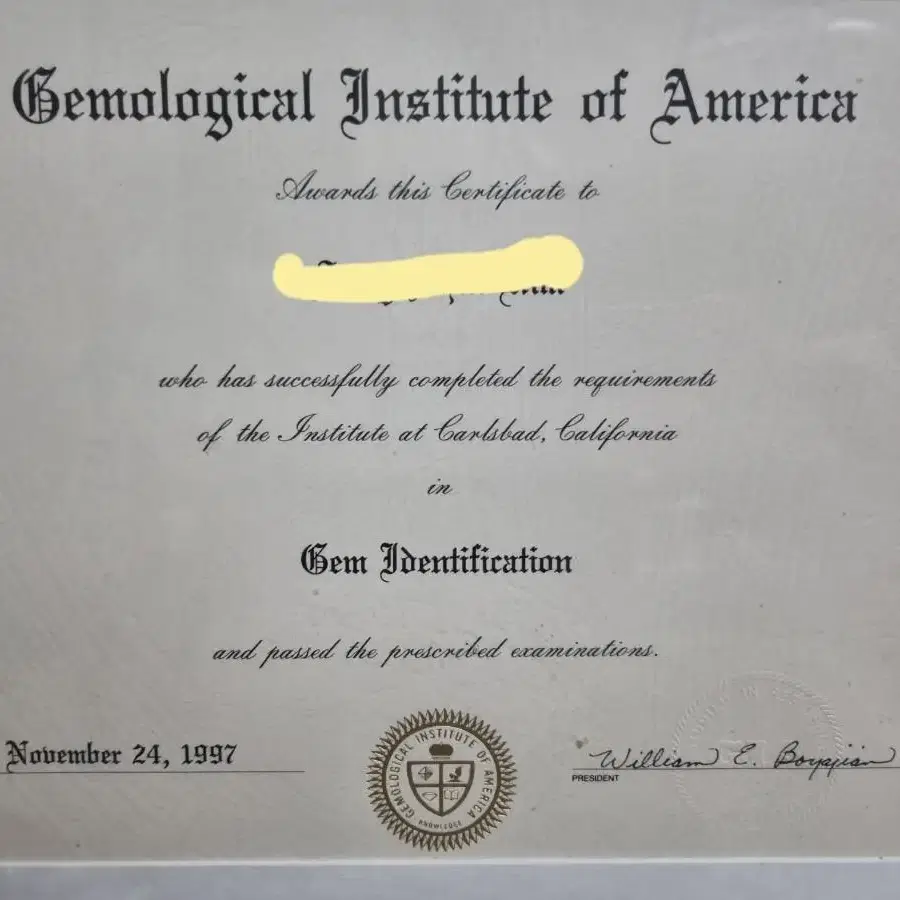 Gemological Institute of America
Awards this Certificate to
who has successfully completed the requirements
of the Institute at Carlsbad, California
in
Gem Identification
and passed the prescribed examinations.
November 24, 1997
GEMOLOGICAL INSTITUTE OF AMERICA
KNOWLEDGE
William E. Boyajian
PRESIDENT